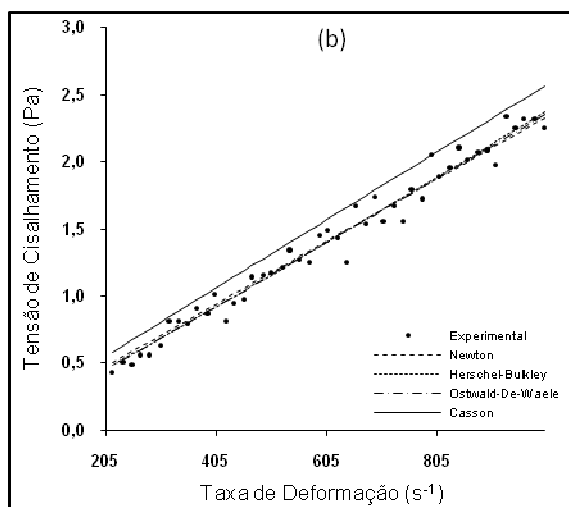 (b)
Tensão de Cisalhamento (Pa)
3,0
2,5
2,0
1,5
1,0
0,5
0,0
205 405 605 805
Taxa de Deformação (s-1)
Experimental
Newton
Herschel-Bulkley
Ostwald-De-Waele
Casson